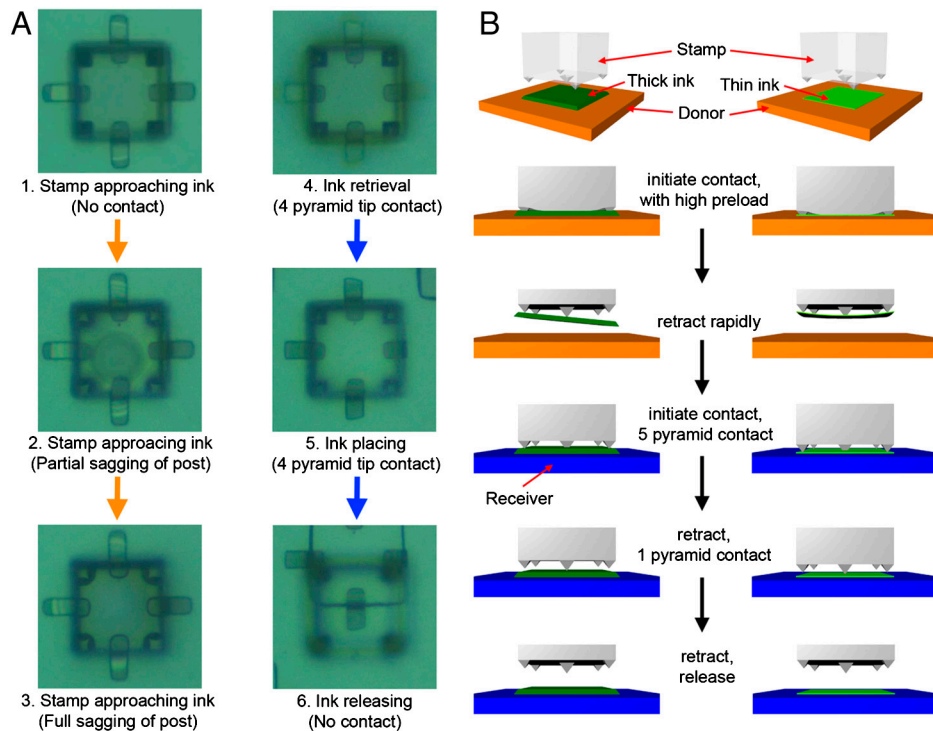 A
1. Stamp approaching ink
(No contact)
2. Stamp approacing ink
(Partial sagging of post)
3. Stamp approaching ink
(Full sagging of post)
4. Ink retrieval
(4 pyramid tip contact)
5. Ink placing
(4 pyramid tip contact)
6. Ink releasing
(No contact)
B
Stamp
Thick ink
Thin ink
Donor
initiate contact,
with high preload
retract rapidly
initiate contact,
5 pyramid contact
Receiver
retract,
1 pyramid contact
retract,
release